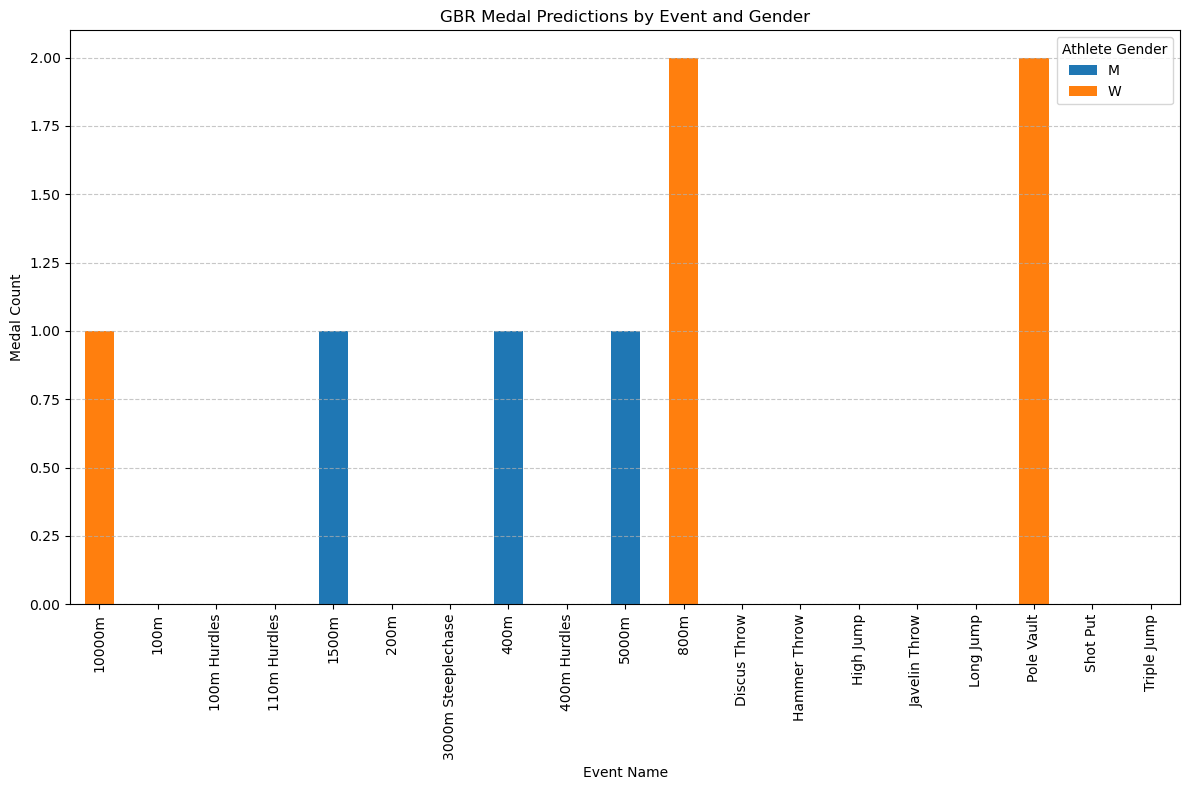 GBR Medal Predictions by Event and Gender
Athlete Gender
M
W
Medal Count
2.00
1.75
1.50
1.25
1.00
0.75
0.50
0.25
0.00
10000m
100m
100m Hurdles
110m Hurdles
1500m
200m
3000m Steeplechase
400m
400m Hurdles
5000m
800m
Discus Throw
Hammer Throw
High Jump
Javelin Throw
Long Jump
Pole Vault
Shot Put
Triple Jump
Event Name